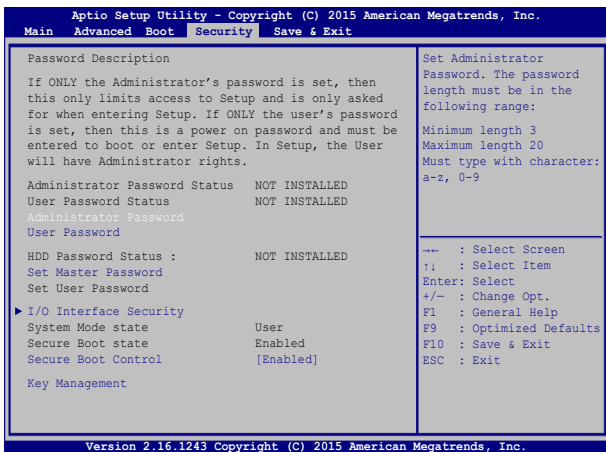 Aptio Setup Utility - Copyright (C) 2015 American Megatrends, Inc.
Main Advanced Boot Security Save & Exit
Password Description
If ONLY the Administrator's password is set, then
this only limits access to Setup and is only asked
for when entering Setup. If ONLY the user's password
is set, then this is a power on password and must be
entered to boot or enter Setup. In Setup, the User
will have Administrator rights.
Administrator Password Status NOT INSTALLED
User Password Status NOT INSTALLED
Administrator Password
User Password
HDD Password Status : NOT INSTALLED
Set Master Password
Set User Password
I/O Interface Security
System Mode state User
Secure Boot state Enabled
Secure Boot Control [Enabled]
Key Management
Set Administrator
Password. The password
length must be in the
following range:
Minimum length 3
Maximum length 20
Must type with character:
a-z, 0-9
→← : Select Screen
↑↓ : Select Item
Enter: Select
+/— : Change Opt.
F1 : General Help
F9 : Optimized Defaults
F10 : Save & Exit
ESC : Exit
Version 2.16.1243 Copyright (C) 2015 American Megatrends, Inc.